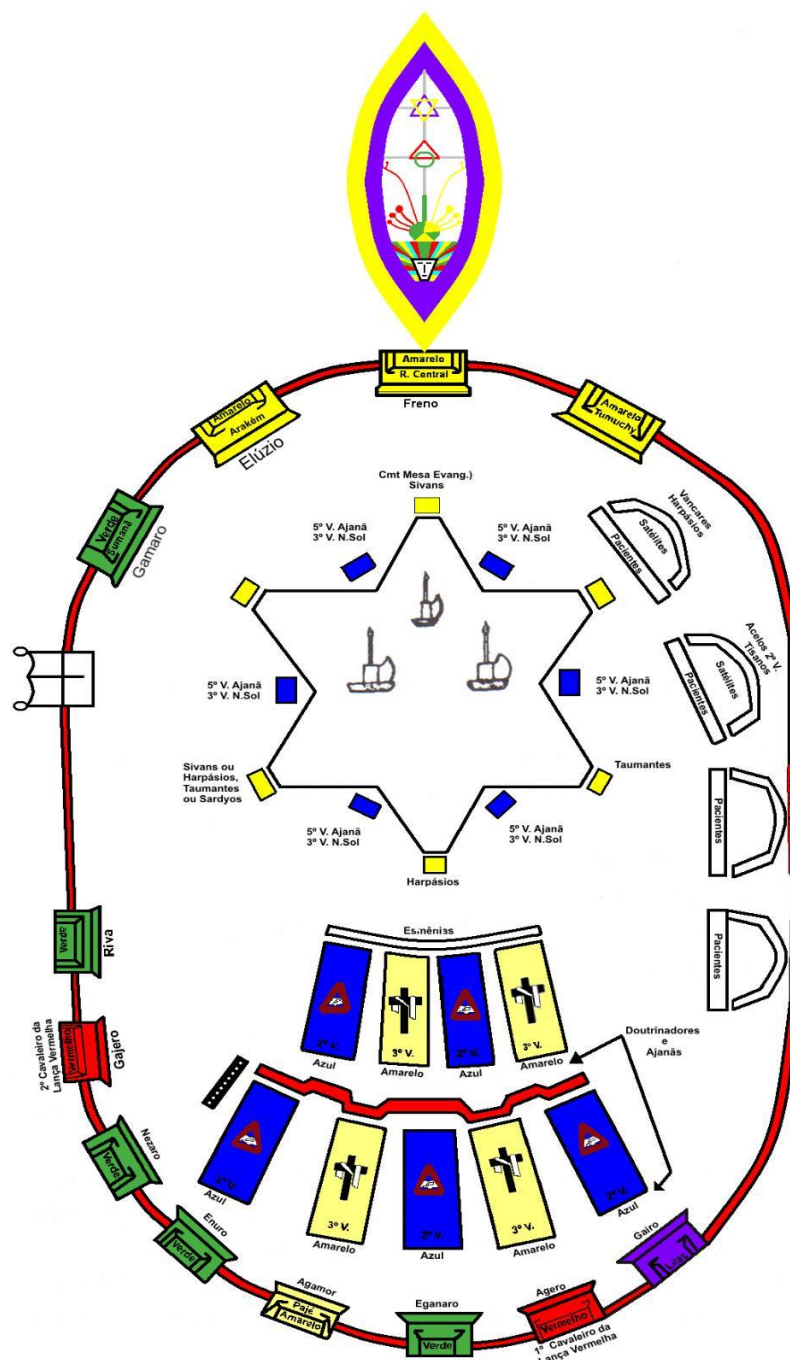 Amarelo
R. Central
Freno
Amarelo
Arakém
Elúzio
Amarelo
Tumuchy
Verde
Sumanã
Gamaro
Cmt Mesa Evang.)
Sivans
5º V. Ajanã
3º V. N.Sol
5º V. Ajanã
3º V. N.Sol
Vancares
Harpásios
Satélites
Pacientes
Acelos 2º V.
Tisanos
Satélites
Pacientes
5º V. Ajanã
3º V. N.Sol
5º V. Ajanã
3º V. N.Sol
Sivans ou
Harpásios,
Taumantes
ou Sardyos
Taumantes
5º V. Ajanã
3º V. N.Sol
5º V. Ajanã
3º V. N.Sol
Harpásios
Pacientes
Pacientes
Verde
Riva
Esmênias
2º V.
Azul
3º V.
Amarelo
2º V.
Azul
3º V.
Amarelo
Doutrinadores
e
Ajanãs
2º Cavaleiro da
Lança Vermelha
Vermelho
Gajero
2º V.
Azul
3º V.
Amarelo
2º V.
Azul
3º V.
Amarelo
2º V.
Azul
Nezaro
Verde
Enuro
Verde
Agamor
Pajé
Amarelo
Eganaro
Verde
Agero
Vermelho
1º Cavaleiro da
Lança Vermelha
Gairo
Lilás